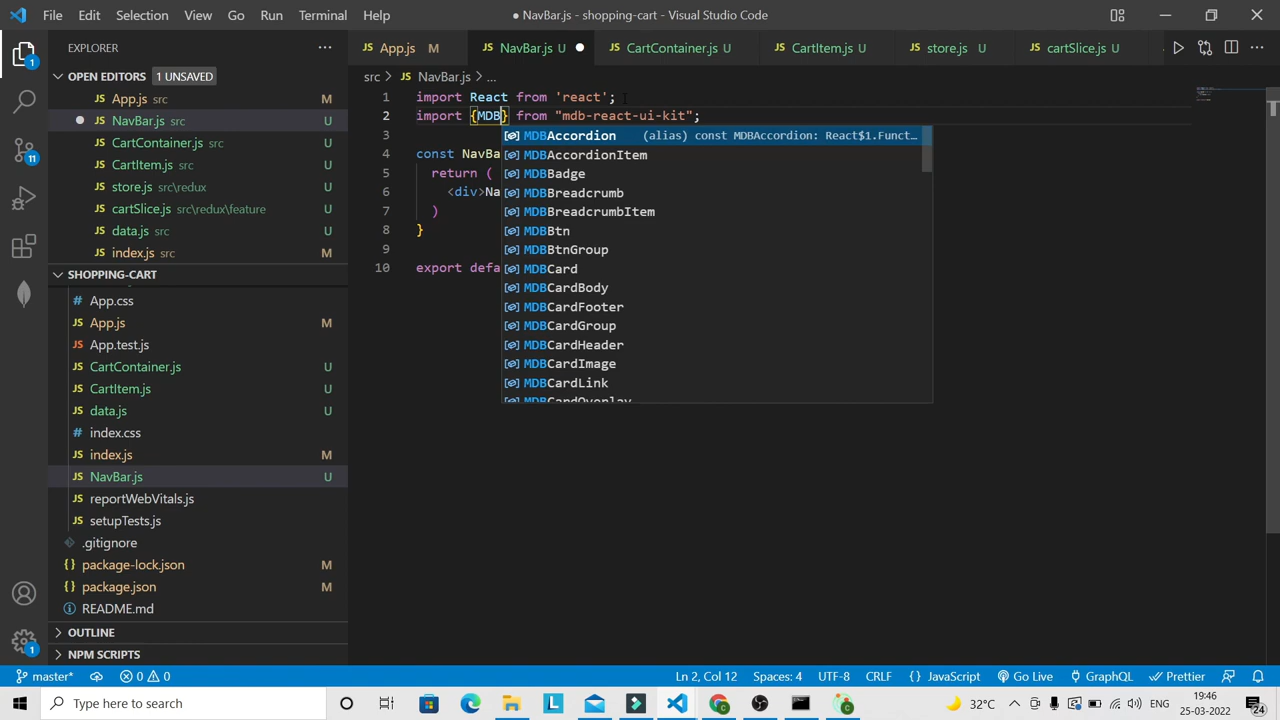 File Edit Selection View Go Run Terminal Help
● NavBar.js - shopping-cart - Visual Studio Code
EXPLORER
JS App.js M
JS NavBar.js U
JS CartContainer.js U
JS CartItem.js U
JS store.js U
JS cartSlice.js U
OPEN EDITORS 1 UNSAVED
JS App.js src M
JS NavBar.js src U
JS CartContainer.js src U
JS CartItem.js src U
JS store.js src\redux U
JS cartSlice.js src\redux\feature U
JS data.js src U
JS index.js src M
SHOPPING-CART
App.css
JS App.js M
JS App.test.js
JS CartContainer.js U
JS CartItem.js U
JS data.js U
index.css
JS index.js M
JS NavBar.js U
JS reportWebVitals.js
JS setupTests.js
.gitignore
{} package-lock.json M
{} package.json M
README.md
OUTLINE
NPM SCRIPTS
1
11
1
src > JS NavBar.js > ...
1 import React from 'react';
2 import {MDB} from "mdb-react-ui-kit";
3
4 const NavBa
5 return (
6 <div>Na
7 )
8 }
9
10 export defa
MDBAccordion (alias) const MDBAccordion: React$1.Funct…
MDBAccordionItem
MDBBadge
MDBBreadcrumb
MDBBreadcrumbItem
MDBBtn
MDBBtnGroup
MDBCard
MDBCardBody
MDBCardFooter
MDBCardGroup
MDBCardHeader
MDBCardImage
MDBCardLink
MDBCardOverlay
master* 0 0 Ln 2, Col 12 Spaces: 4 UTF-8 CRLF {} JavaScript Go Live GraphQL Prettier
Type here to search
L
32°C
ENG
19:46
25-03-2022
24